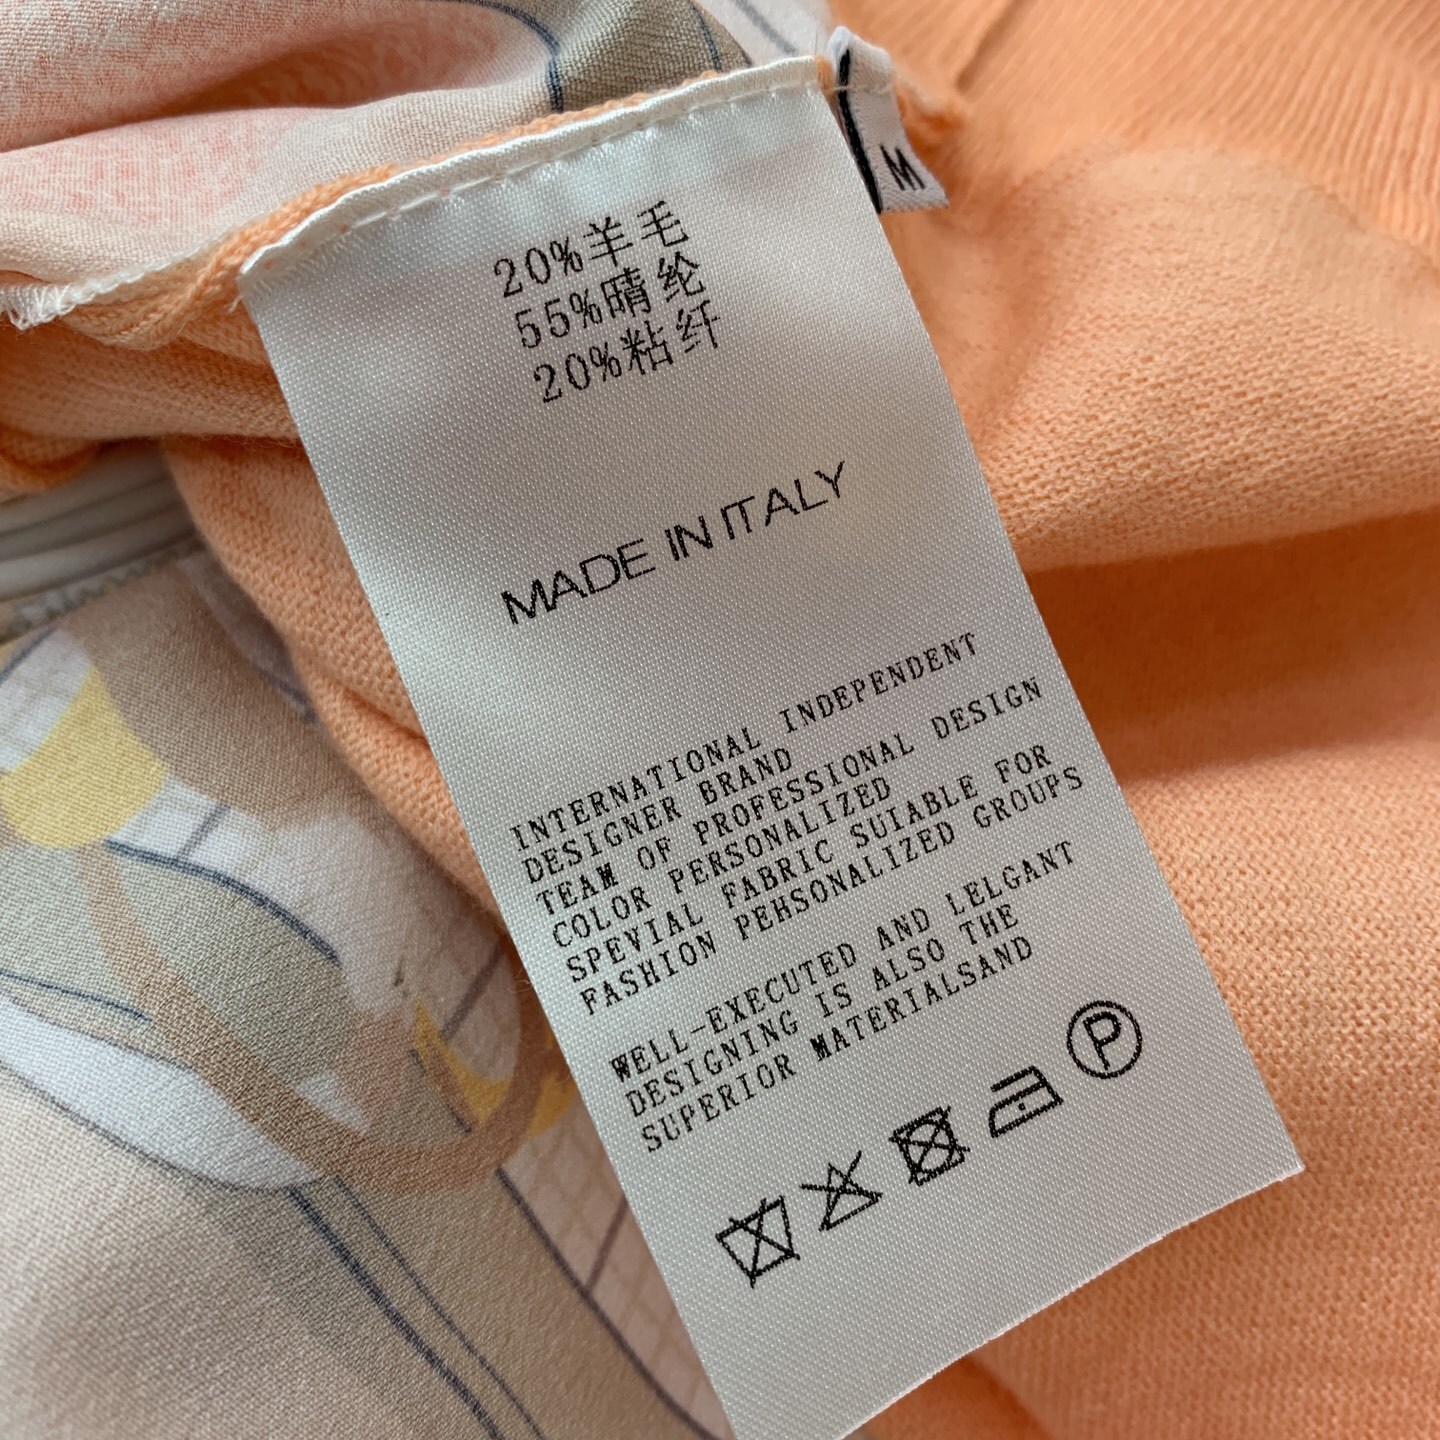 M
20%羊毛
55%晴纶
20%粘纤
MADE IN ITALY
INTERNATIONAL INDEPENDENT
DESIGNER BRAND
TEAM OF PROFESSIONAL DESIGN
COLOR PERSONALIZED
SPEVIAL FABRIC SUIABLE FOR
FASHION PEHSONALIZED GROUPS
WELL-EXECUTED AND LELGANT
DESIGNING IS ALSO THE
SUPERIOR MATERIALSAND
P